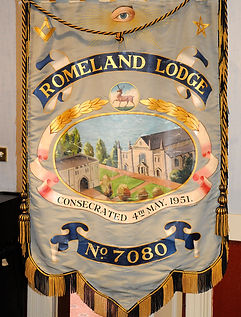 ROMELAND LODGE
CONSECRATED 4TH MAY. 1951.
No 7080